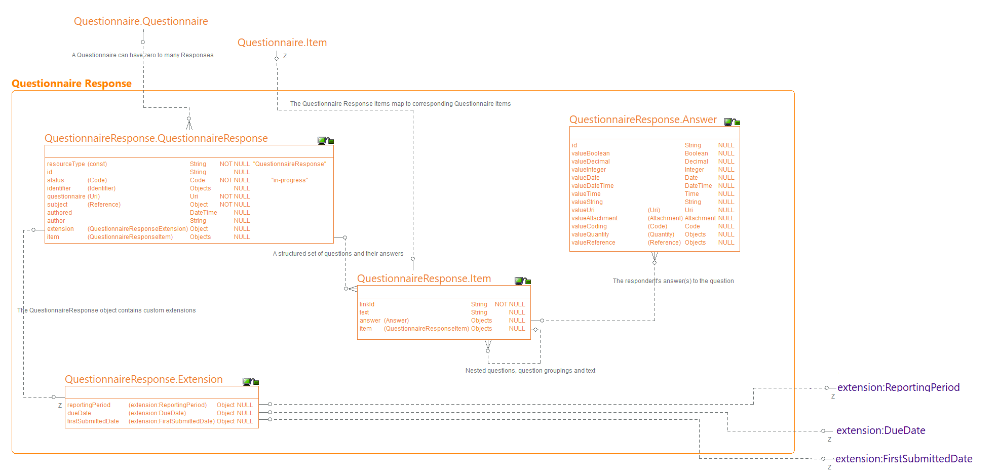 Questionnaire.Questionnaire
Questionnaire.Item
Z
A Questionnaire can have zero to many Responses
Questionnaire Response
The Questionnaire Response Items map to corresponding Questionnaire Items
QuestionnaireResponse.QuestionnaireResponse
resourceType (const) String NOT NULL "QuestionnaireResponse"
id String NULL
status (Code) Code NOT NULL "in-progress"
identifier (Identifier) Objects NULL
questionnaire (Uri) Uri NOT NULL
subject (Reference) Object NOT NULL
authored DateTime NULL
author String NULL
extension (QuestionnaireResponseExtension) Object NULL
item (QuestionnaireResponseItem) Objects NULL
QuestionnaireResponse.Answer
id String NULL
valueBoolean Boolean NULL
valueDecimal Decimal NULL
valueInteger Integer NULL
valueDate Date NULL
valueDateTime DateTime NULL
valueTime Time NULL
valueString String NULL
valueUri (Uri) Uri NULL
valueAttachment (Attachment) Attachment NULL
valueCoding (Code) Code NULL
valueQuantity (Quantity) Objects NULL
valueReference (Reference) Objects NULL
A structured set of questions and their answers
QuestionnaireResponse.Item
linkId String NOT NULL
text String NULL
answer (Answer) Objects NULL
item (QuestionnaireResponseItem) Objects NULL
The respondent's answer(s) to the question
The QuestionnaireResponse object contains custom extensions
Nested questions, question groupings and text
QuestionnaireResponse.Extension
Z
reportingPeriod (extension:ReportingPeriod) Object NULL
dueDate (extension:DueDate) Object NULL
firstSubmittedDate (extension:FirstSubmittedDate) Object NULL
extension:ReportingPeriod
Z
extension:DueDate
Z
extension:FirstSubmittedDate
Z